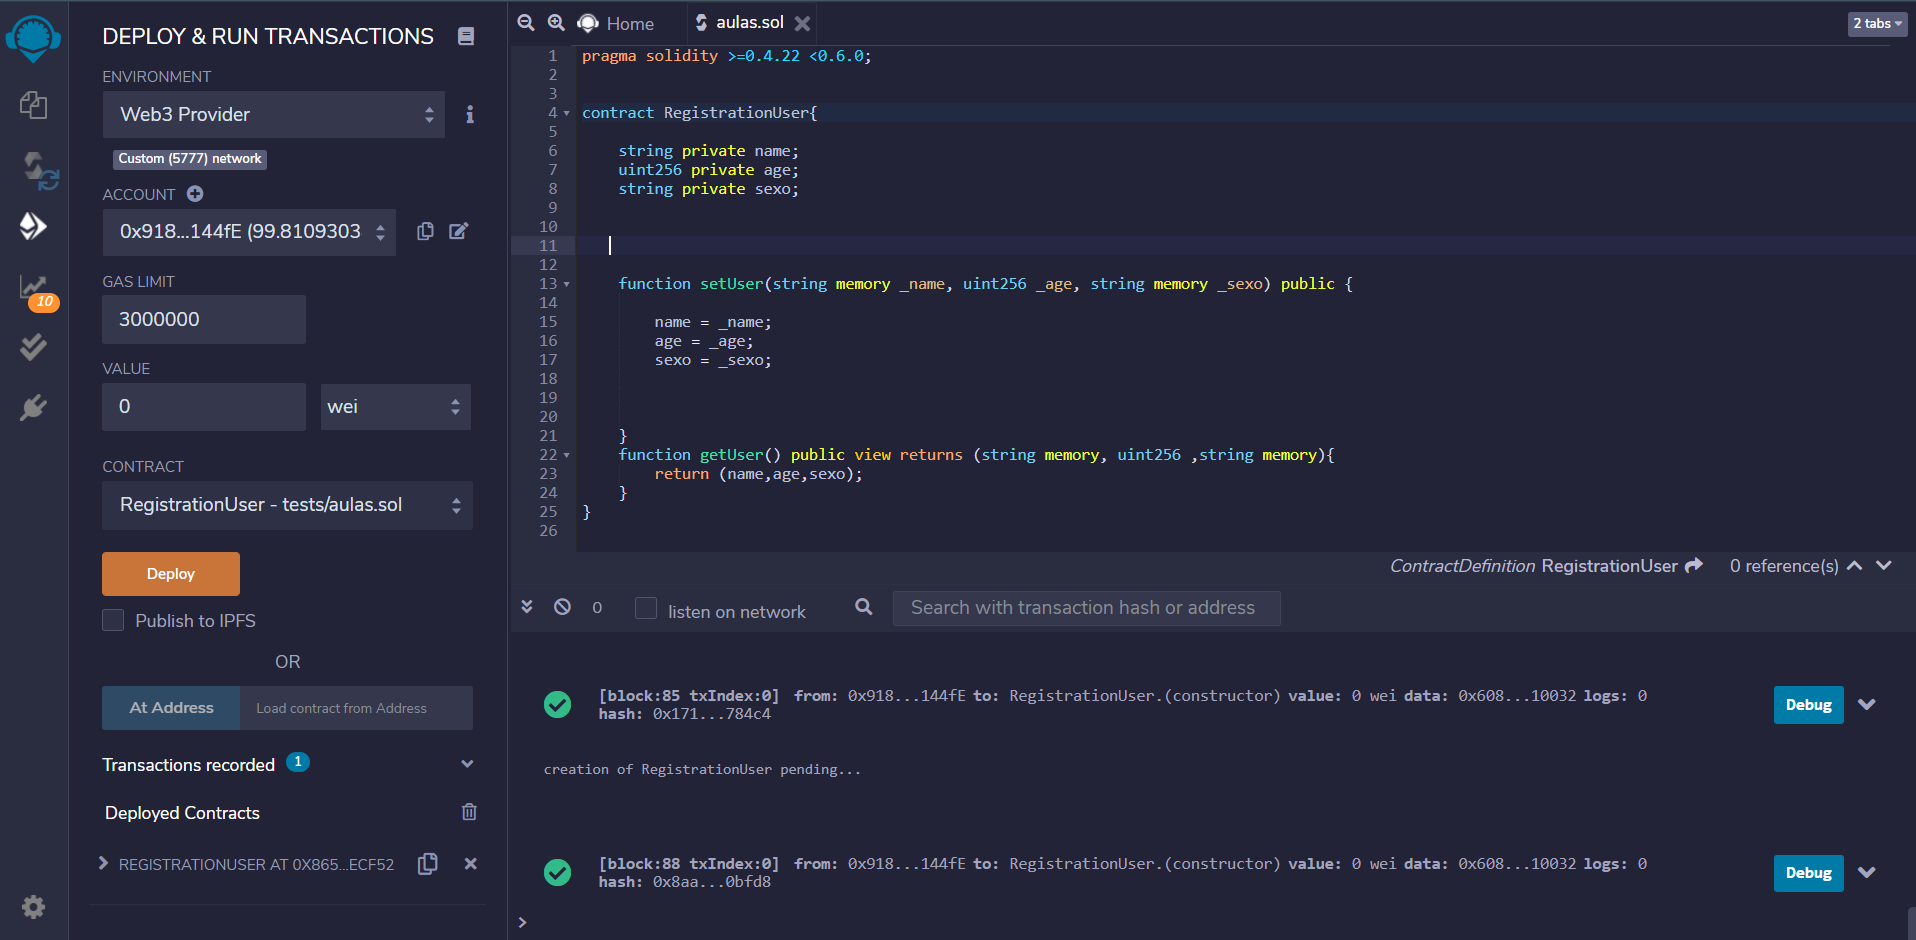 DEPLOY & RUN TRANSACTIONS
ENVIRONMENT
Web3 Provider
Custom (5777) network
ACCOUNT
0x918...144fE (99.8109303
GAS LIMIT
3000000
VALUE
0
wei
CONTRACT
RegistrationUser - tests/aulas.sol
Deploy
Publish to IPFS
OR
At Address
Load contract from Address
Transactions recorded 1
Deployed Contracts
REGISTRATIONUSER AT 0X865...ECF52
10
Home
aulas.sol
2 tabs
1 pragma solidity >=0.4.22 <0.6.0;
2
3
4 contract RegistrationUser{
5
6 string private name;
7 uint256 private age;
8 string private sexo;
9
10
11
12
13 function setUser(string memory _name, uint256 _age, string memory _sexo) public {
14
15 name = _name;
16 age = _age;
17 sexo = _sexo;
18
19
20
21 }
22 function getUser() public view returns (string memory, uint256 ,string memory){
23 return (name,age,sexo);
24 }
25 }
26
ContractDefinition RegistrationUser 0 reference(s)
0
listen on network
Search with transaction hash or address
[block:85 txIndex:0] from: 0x918...144fE to: RegistrationUser.(constructor) value: 0 wei data: 0x608...10032 logs: 0
hash: 0x171...784c4
Debug
creation of RegistrationUser pending...
[block:88 txIndex:0] from: 0x918...144fE to: RegistrationUser.(constructor) value: 0 wei data: 0x608...10032 logs: 0
hash: 0x8aa...0bfd8
Debug
>